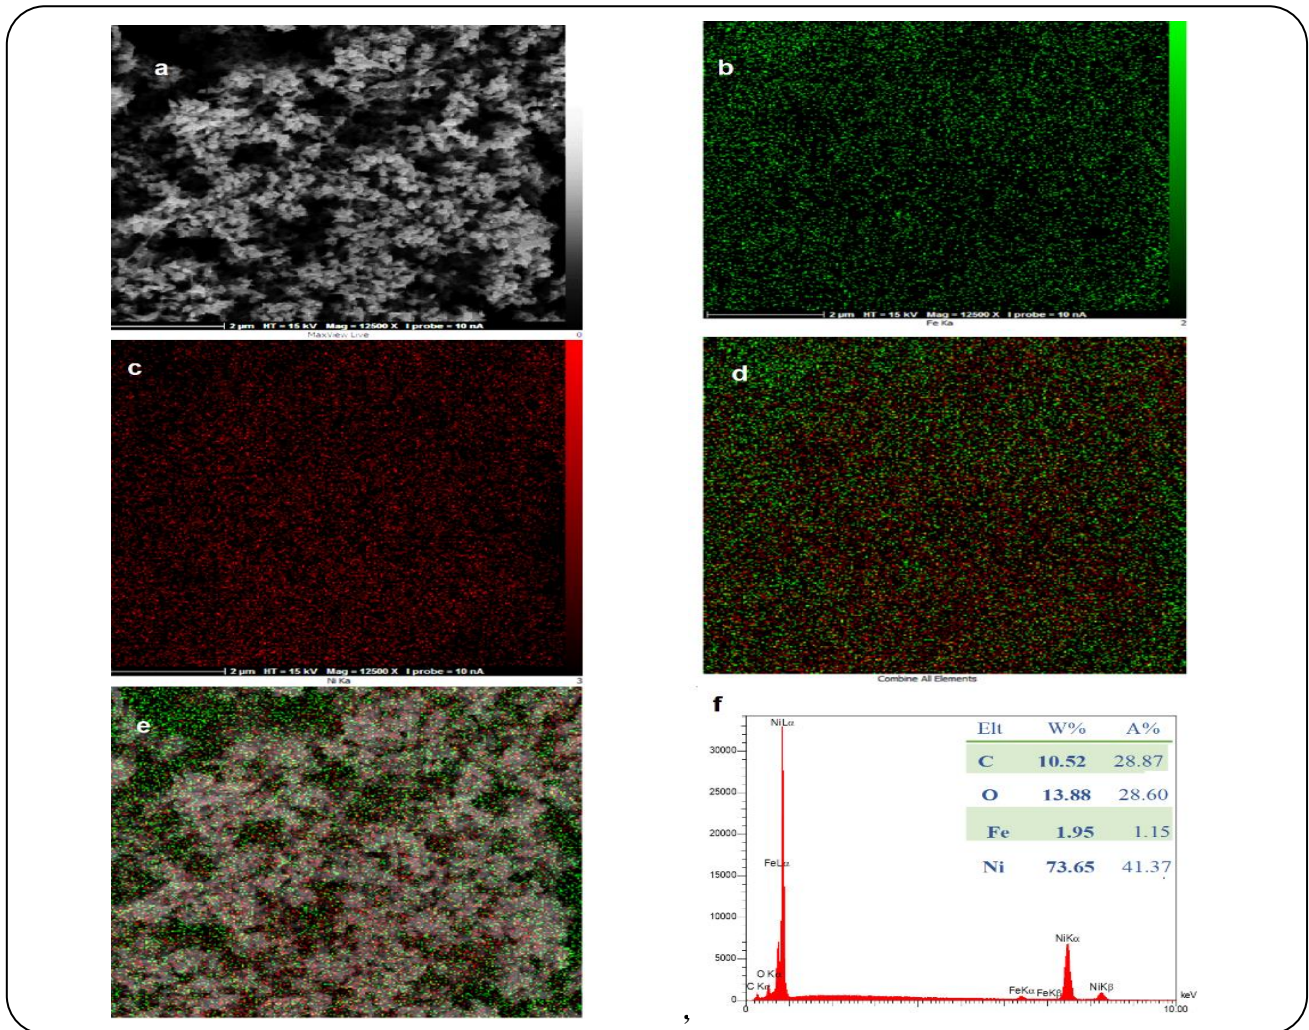 a
2 µm HT = 15 kV Mag = 12500 X I probe = 10 nA
MaxView Live 0
b
2 µm HT = 15 kV Mag = 12500 X I probe = 10 nA
Fe Ka 2
c
2 µm HT = 15 kV Mag = 12500 X I probe = 10 nA
Ni Ka 3
d
Combine All Elements
e
f
NiLα
FeLα
O Kα
C Kα
FeKα
FeKβ
NiKα
NiKβ
30000
25000
20000
15000
10000
5000
0
0 10.00 keV
Elt W% A%
C 10.52 28.87
O 13.88 28.60
Fe 1.95 1.15
Ni 73.65 41.37
,